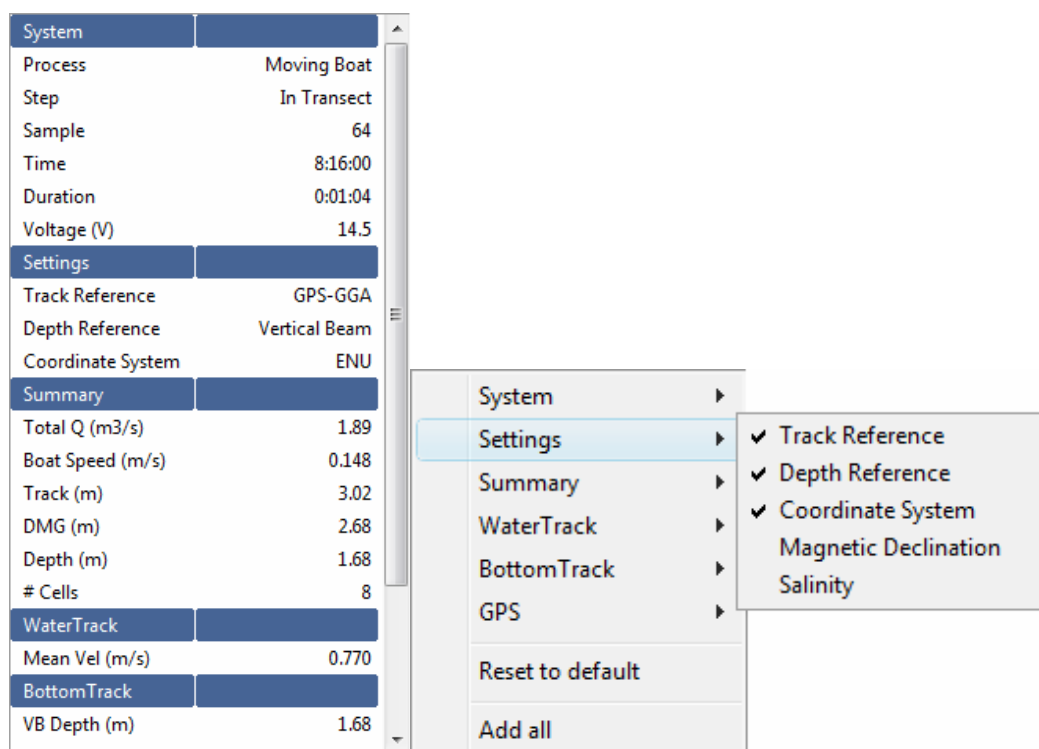 System
Process Moving Boat
Step In Transect
Sample 64
Time 8:16:00
Duration 0:01:04
Voltage (V) 14.5
Settings
Track Reference GPS-GGA
Depth Reference Vertical Beam
Coordinate System ENU
Summary
Total Q (m3/s) 1.89
Boat Speed (m/s) 0.148
Track (m) 3.02
DMG (m) 2.68
Depth (m) 1.68
# Cells 8
WaterTrack
Mean Vel (m/s) 0.770
BottomTrack
VB Depth (m) 1.68
System
Settings
Summary
WaterTrack
BottomTrack
GPS
Reset to default
Add all
Track Reference
Depth Reference
Coordinate System
Magnetic Declination
Salinity